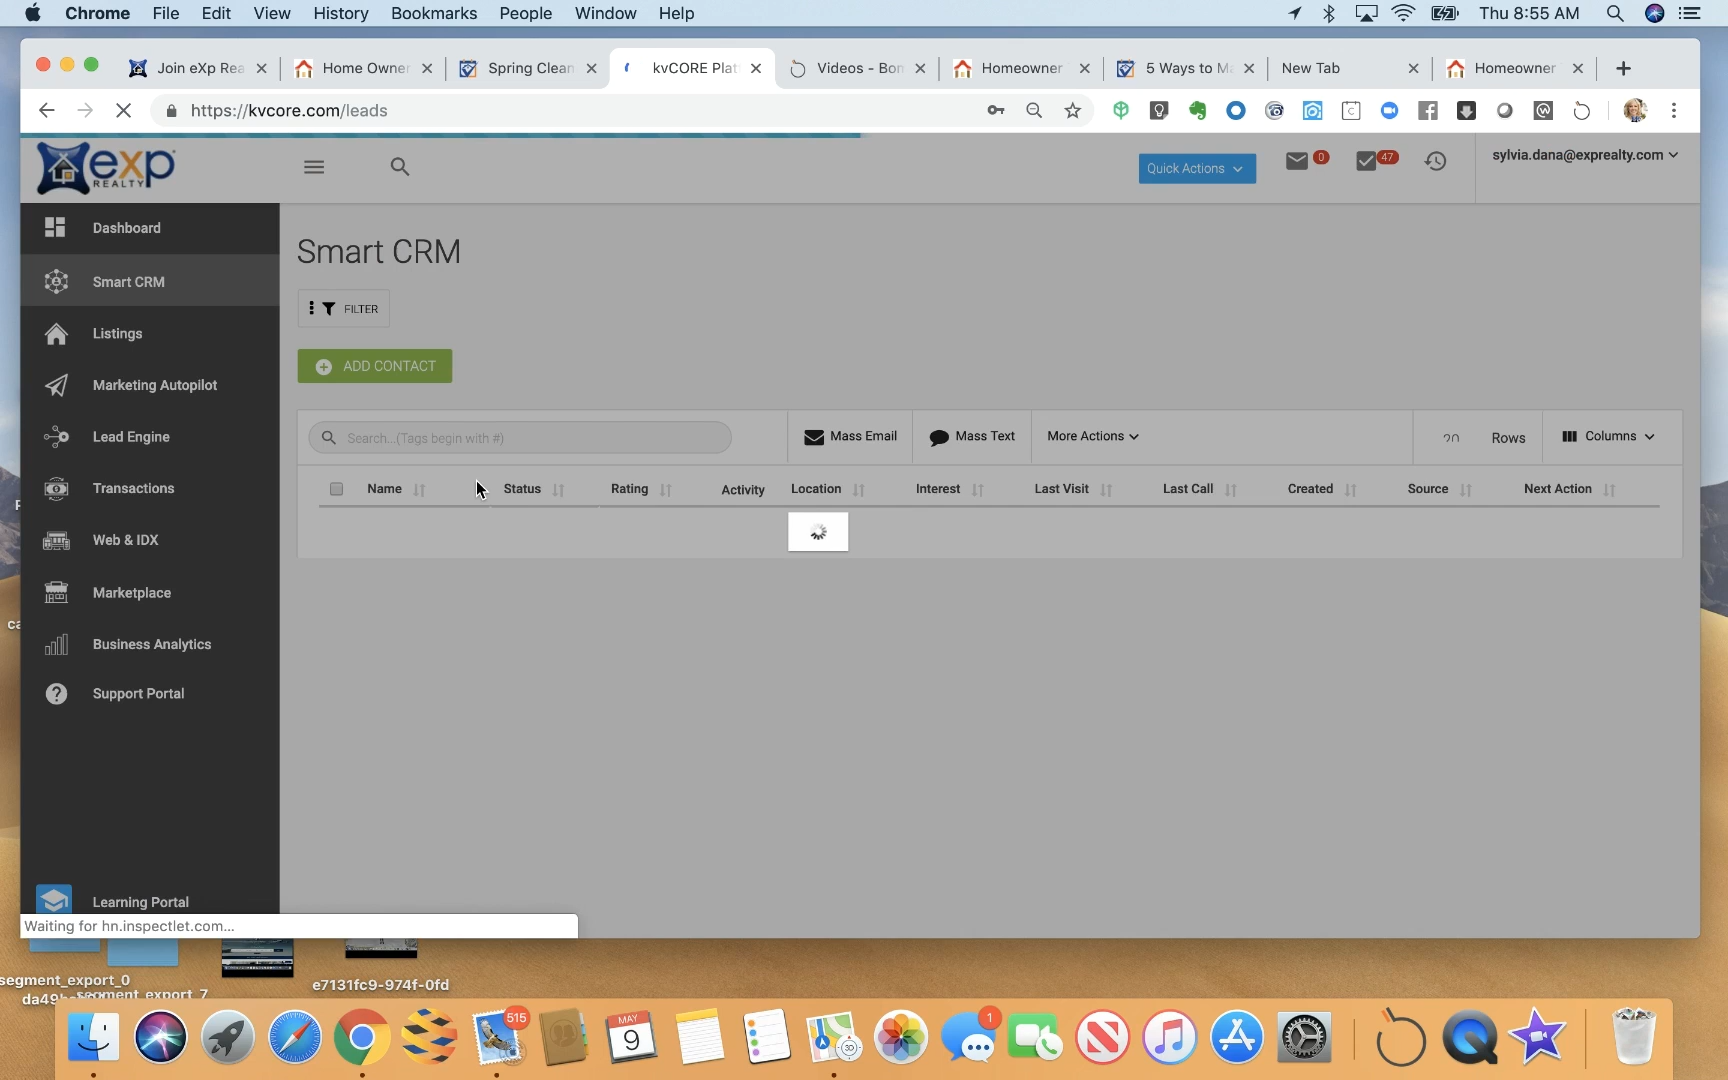 Chrome File Edit View History Bookmarks People Window Help Thu 8:55 AM
Join eXp Rea Home Owner Spring Clean kvCORE Plat Videos - Bon Homeowner 5 Ways to Ma New Tab Homeowner
https://kvcore.com/leads
eXp
REALTY
Quick Actions 0 47 sylvia.dana@exprealty.com
Dashboard
Smart CRM
Listings
Marketing Autopilot
Lead Engine
Transactions
Web & IDX
Marketplace
Business Analytics
Support Portal
Learning Portal
Smart CRM
FILTER
ADD CONTACT
Search...(Tags begin with #) Mass Email Mass Text More Actions 20 Rows Columns
Name Status Rating Activity Location Interest Last Visit Last Call Created Source Next Action
Waiting for hn.inspectlet.com...
segment_export_0
da49
segment_export_7
e7131fc9-974f-0fd
515
MAY
9
3D
1